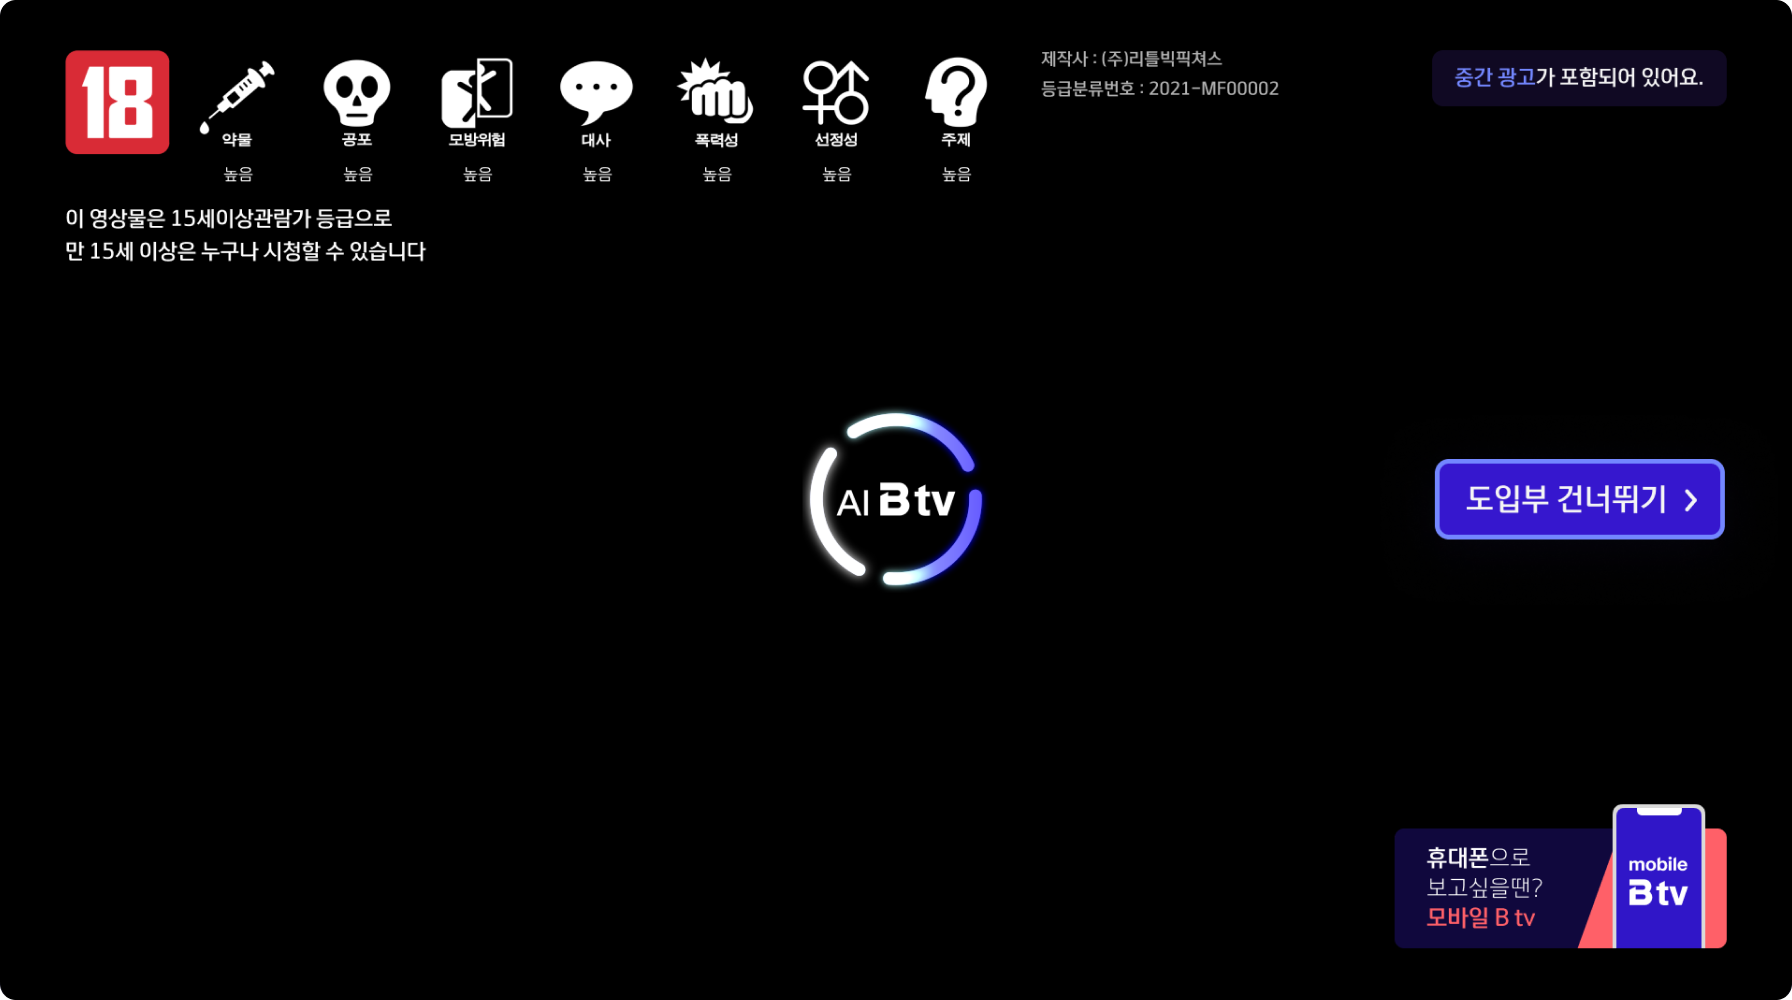 18
약물
높음
공포
높음
모방위험
높음
대사
높음
폭력성
높음
선정성
높음
주제
높음
제작사 : (주)리틀빅픽쳐스
등급분류번호 : 2021-MF00002
중간 광고가 포함되어 있어요.
이 영상물은 15세이상관람가 등급으로
만 15세 이상은 누구나 시청할 수 있습니다
AI B tv
도입부 건너뛰기
휴대폰으로
보고싶을땐?
모바일 B tv
mobile
B tv